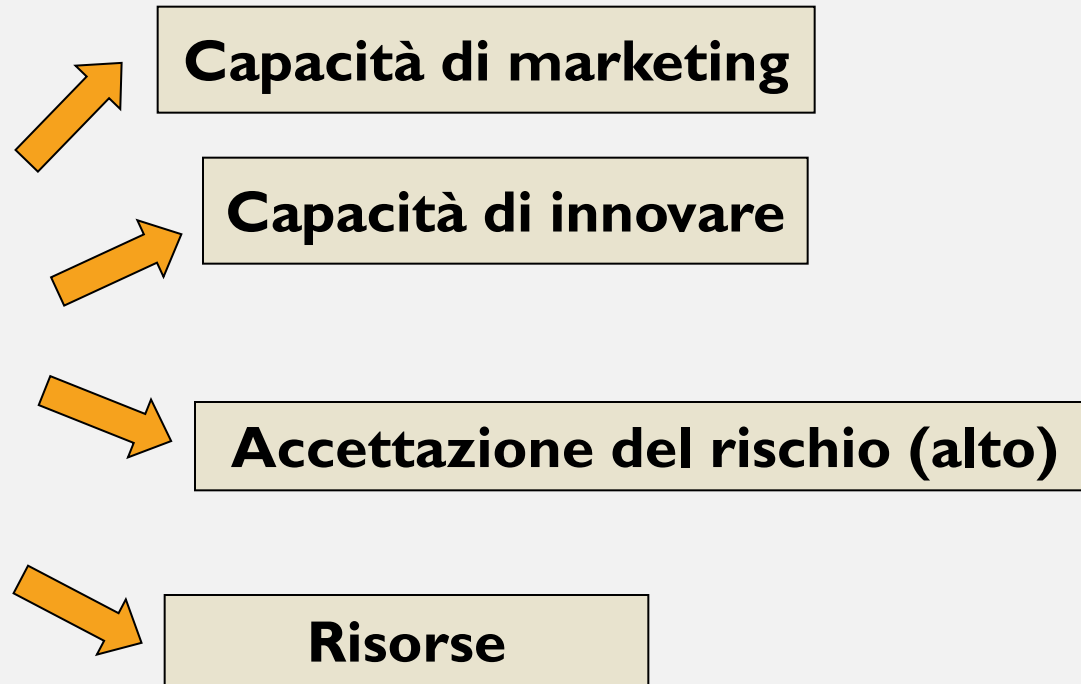 Capacità di marketing
Capacità di innovare
Accettazione del rischio (alto)
Risorse